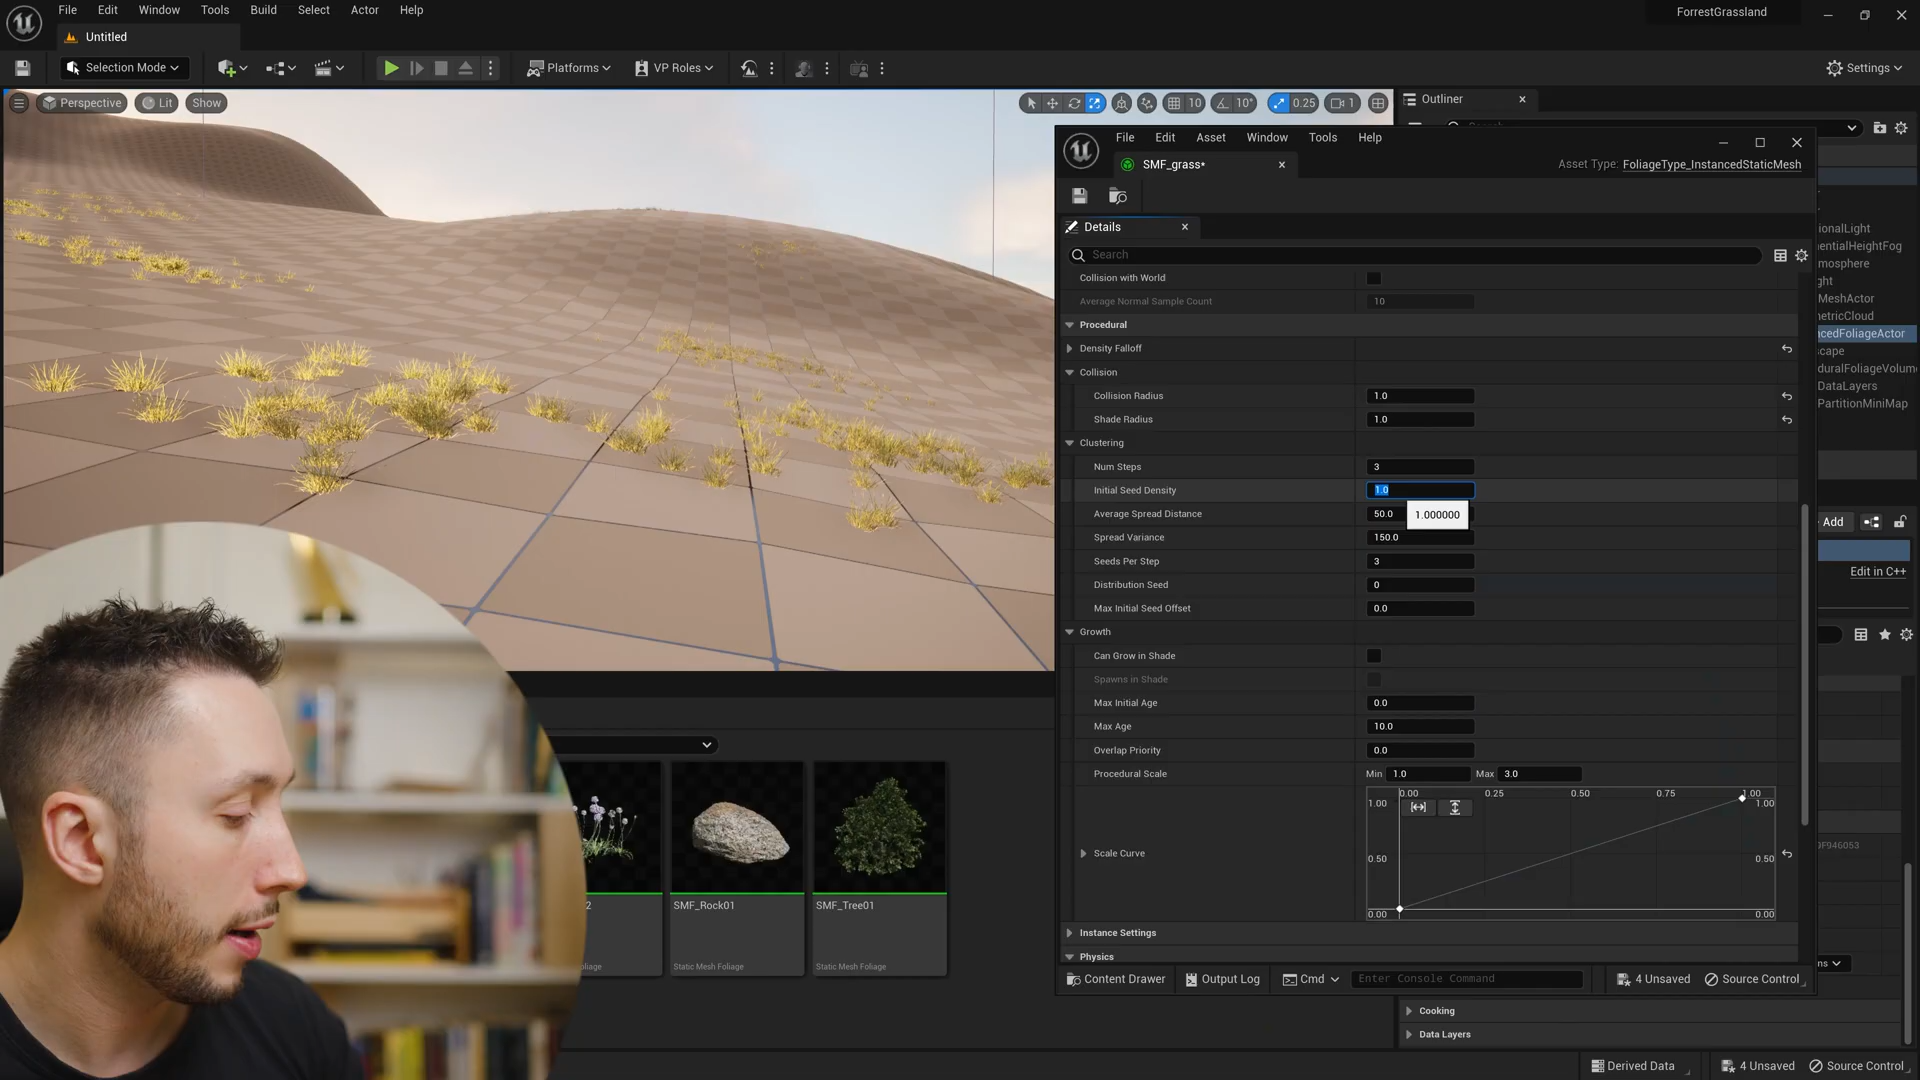 File Edit Window Tools Build Select Actor Help
ForrestGrassland
Untitled
Selection Mode
Platforms
VP Roles
Settings
Perspective
Lit
Show
10
10°
0.25
1
Outliner
File Edit Asset Window Tools Help
SMF_grass*
Asset Type: FoliageType_InstancedStaticMesh
Details
Search
Collision with World
Average Normal Sample Count 10
Procedural
Density Falloff
Collision
Collision Radius 1.0
Shade Radius 1.0
Clustering
Num Steps 3
Initial Seed Density 1.0
Average Spread Distance 50.0
1.000000
Spread Variance 150.0
Seeds Per Step 3
Distribution Seed 0
Max Initial Seed Offset 0.0
Growth
Can Grow in Shade
Spawns in Shade
Max Initial Age 0.0
Max Age 10.0
Overlap Priority 0.0
Procedural Scale Min 1.0 Max 3.0
0.00 0.25 0.50 0.75 1.00
1.00 1.00
Scale Curve
0.50 0.50
0.00 0.00
Instance Settings
Physics
Content Drawer Output Log Cmd Enter Console Command 4 Unsaved Source Control
ionalLight
entialHeightFog
mosphere
ght
MeshActor
metricCloud
cedFoliageActor
scape
duralFoliageVolum
DataLayers
PartitionMiniMap
Add
Edit in C++
0F946053
ns
Cooking
Data Layers
2
liage
SMF_Rock01
Static Mesh Foliage
SMF_Tree01
Static Mesh Foliage
Derived Data 4 Unsaved Source Control